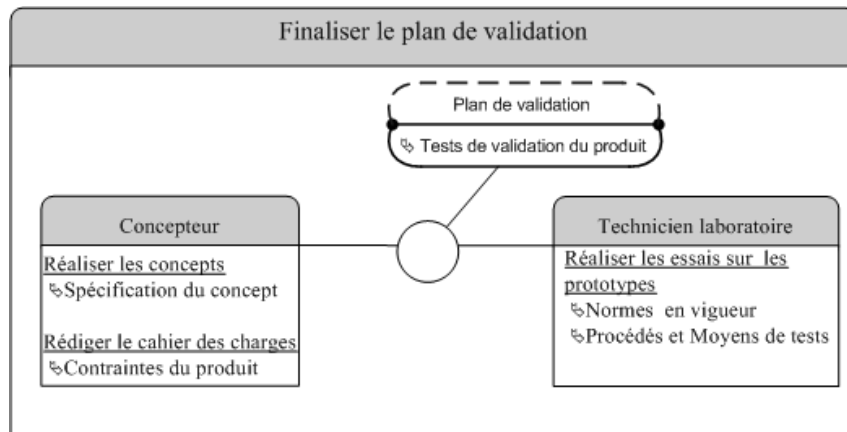 Finaliser le plan de validation
Plan de validation
Tests de validation du produit
Concepteur
Réaliser les concepts
Spécification du concept
Rédiger le cahier des charges
Contraintes du produit
Technicien laboratoire
Réaliser les essais sur les
prototypes
Normes en vigueur
Procédés et Moyens de tests